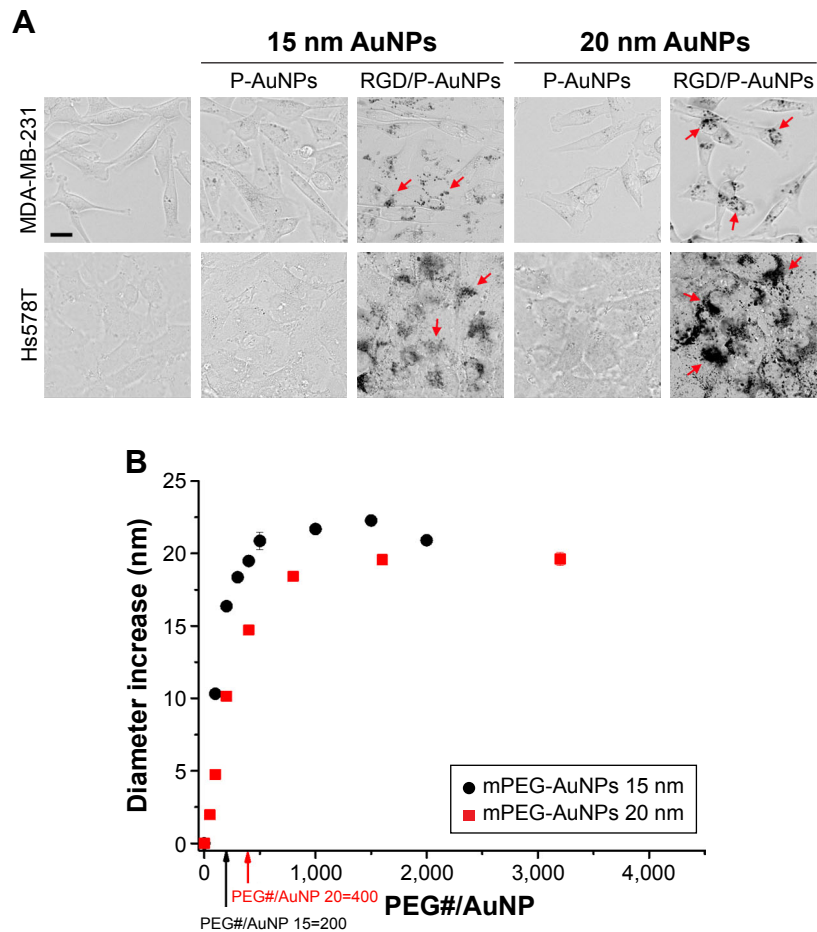 A
15 nm AuNPs
20 nm AuNPs
P-AuNPs
RGD/P-AuNPs
P-AuNPs
RGD/P-AuNPs
MDA-MB-231
Hs578T
B
Diameter increase (nm)
25
20
15
10
5
0
mPEG-AuNPs 15 nm
mPEG-AuNPs 20 nm
0
1,000
2,000
3,000
4,000
PEG#/AuNP 20=400
PEG#/AuNP
PEG#/AuNP 15=200